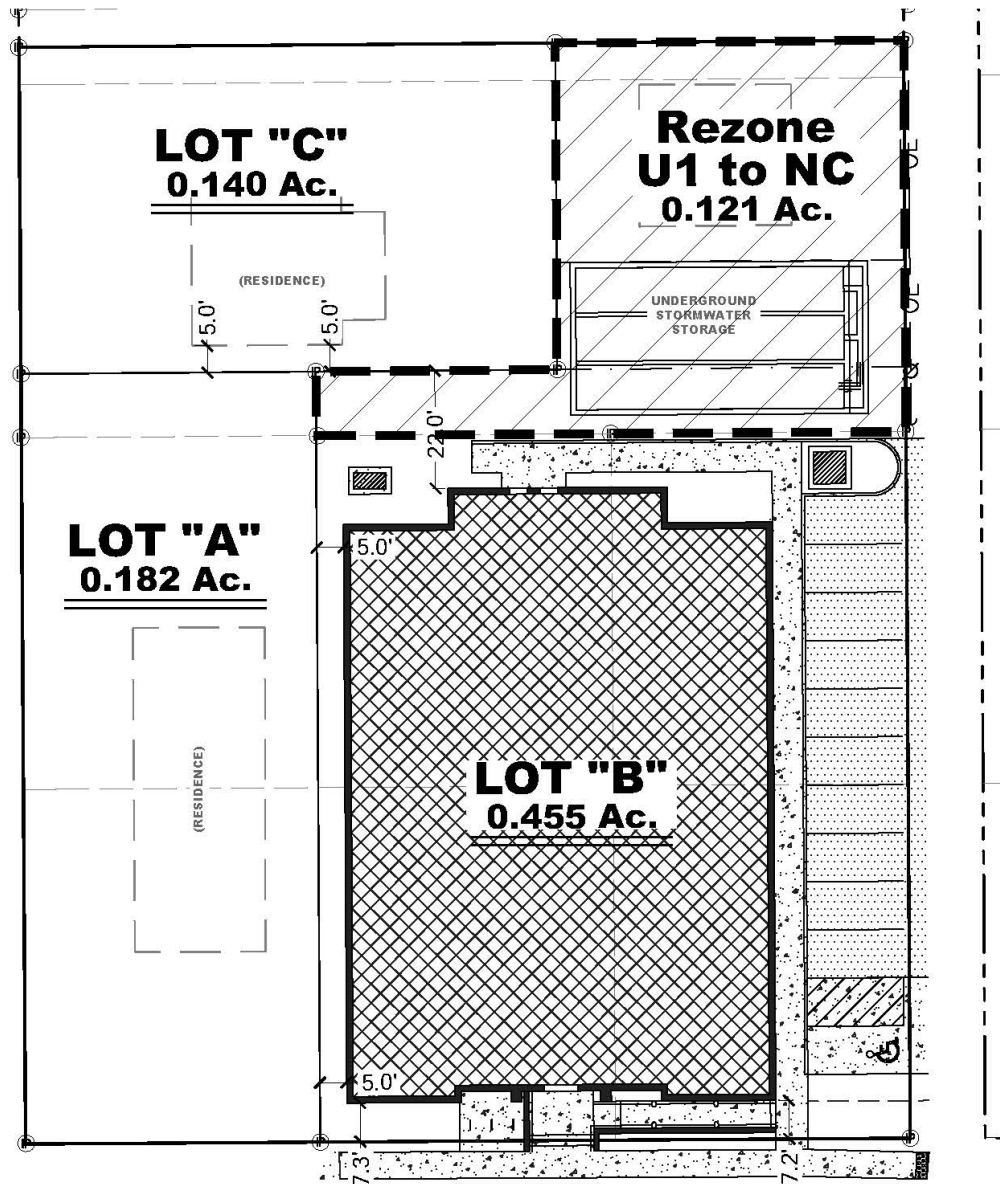 LOT "C"
0.140 Ac.
Rezone
U1 to NC
0.121 Ac.
(RESIDENCE)
5.0'
5.0'
UNDERGROUND
STORMWATER
STORAGE
22.0'
LOT "A"
0.182 Ac.
5.0'
(RESIDENCE)
LOT "B"
0.455 Ac.
5.0'
7.3'
7.2'